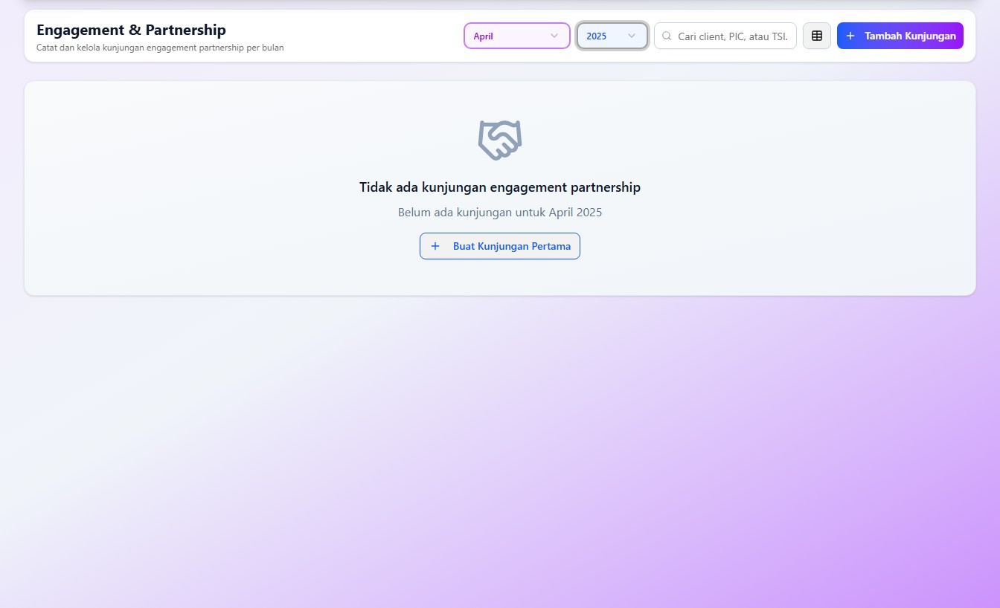 Engagement & Partnership
Catat dan kelola kunjungan engagement partnership per bulan
April
2025
Cari client, PIC, atau TSI.
Tambah Kunjungan
Tidak ada kunjungan engagement partnership
Belum ada kunjungan untuk April 2025
Buat Kunjungan Pertama